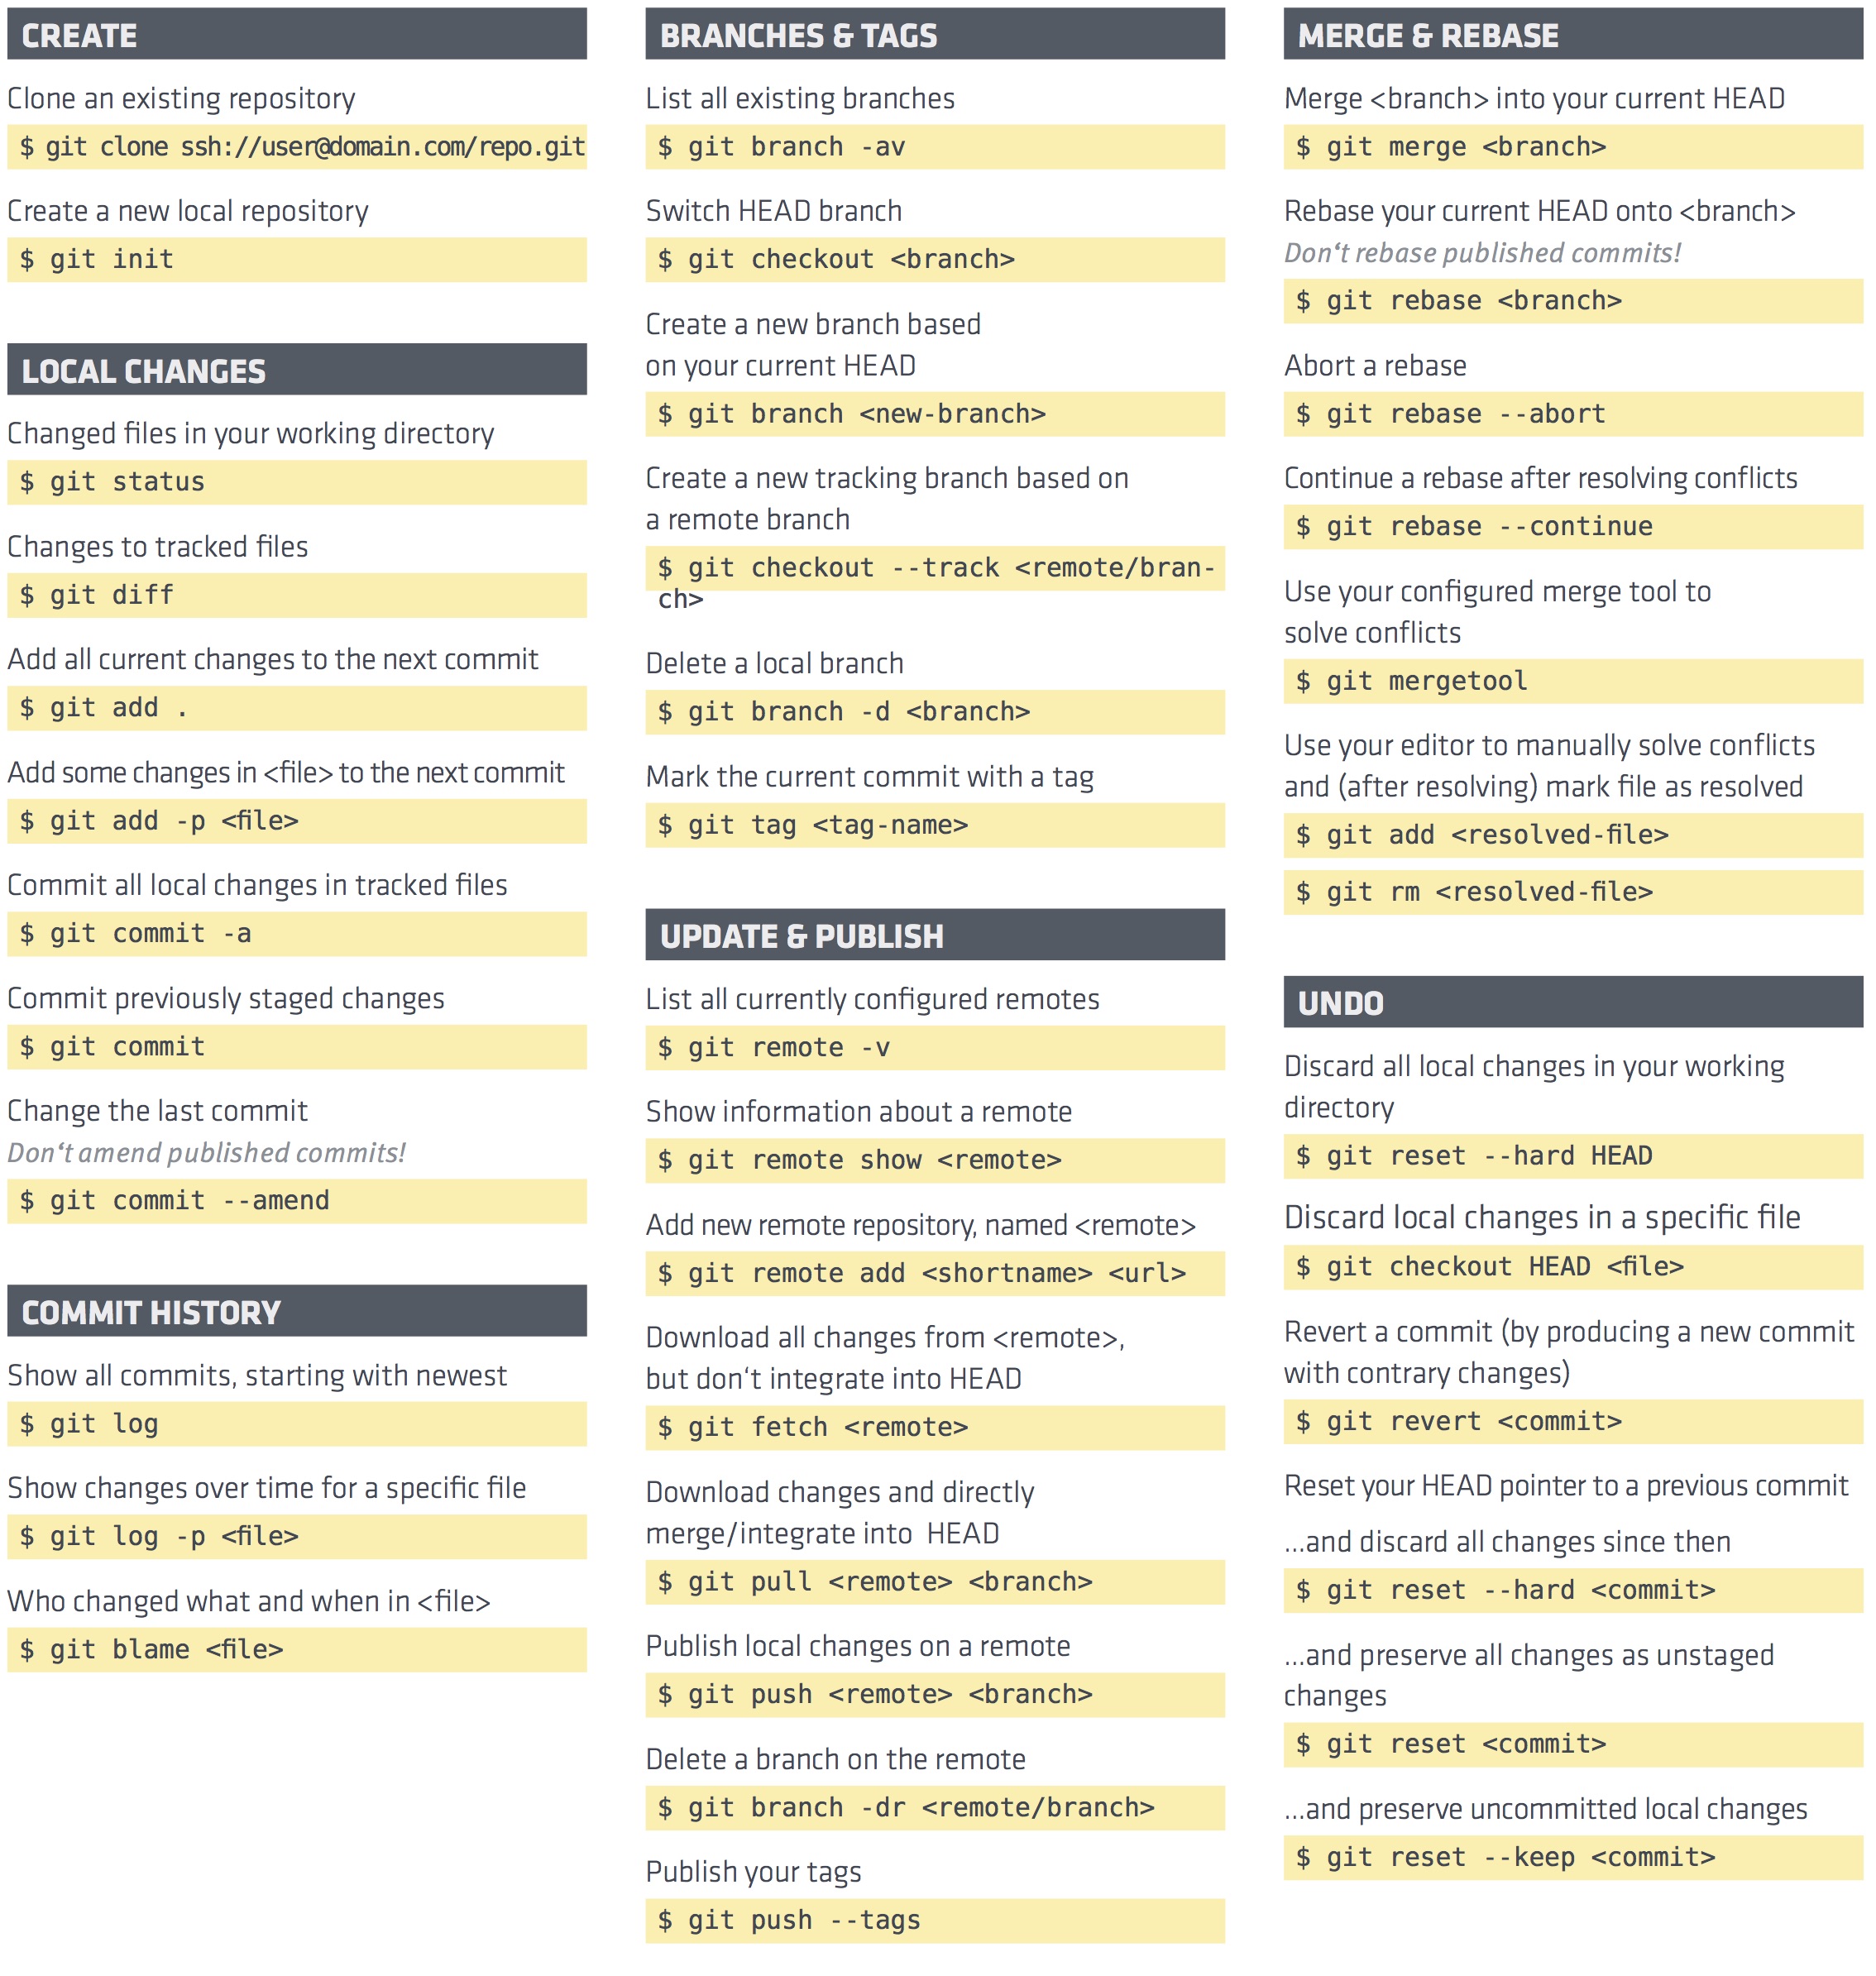 CREATE
Clone an existing repository
$ git clone ssh://user@domain.com/repo.git
Create a new local repository
$ git init
LOCAL CHANGES
Changed files in your working directory
$ git status
Changes to tracked files
$ git diff
Add all current changes to the next commit
$ git add .
Add some changes in <file> to the next commit
$ git add -p <file>
Commit all local changes in tracked files
$ git commit -a
Commit previously staged changes
$ git commit
Change the last commit
Don‘t amend published commits!
$ git commit --amend
COMMIT HISTORY
Show all commits, starting with newest
$ git log
Show changes over time for a specific file
$ git log -p <file>
Who changed what and when in <file>
$ git blame <file>
BRANCHES & TAGS
List all existing branches
$ git branch -av
Switch HEAD branch
$ git checkout <branch>
Create a new branch based
on your current HEAD
$ git branch <new-branch>
Create a new tracking branch based on
a remote branch
$ git checkout --track <remote/bran-
ch>
Delete a local branch
$ git branch -d <branch>
Mark the current commit with a tag
$ git tag <tag-name>
UPDATE & PUBLISH
List all currently configured remotes
$ git remote -v
Show information about a remote
$ git remote show <remote>
Add new remote repository, named <remote>
$ git remote add <shortname> <url>
Download all changes from <remote>,
but don‘t integrate into HEAD
$ git fetch <remote>
Download changes and directly
merge/integrate into HEAD
$ git pull <remote> <branch>
Publish local changes on a remote
$ git push <remote> <branch>
Delete a branch on the remote
$ git branch -dr <remote/branch>
Publish your tags
$ git push --tags
MERGE & REBASE
Merge <branch> into your current HEAD
$ git merge <branch>
Rebase your current HEAD onto <branch>
Don‘t rebase published commits!
$ git rebase <branch>
Abort a rebase
$ git rebase --abort
Continue a rebase after resolving conflicts
$ git rebase --continue
Use your configured merge tool to
solve conflicts
$ git mergetool
Use your editor to manually solve conflicts
and (after resolving) mark file as resolved
$ git add <resolved-file>
$ git rm <resolved-file>
UNDO
Discard all local changes in your working
directory
$ git reset --hard HEAD
Discard local changes in a specific file
$ git checkout HEAD <file>
Revert a commit (by producing a new commit
with contrary changes)
$ git revert <commit>
Reset your HEAD pointer to a previous commit
...and discard all changes since then
$ git reset --hard <commit>
...and preserve all changes as unstaged
changes
$ git reset <commit>
...and preserve uncommitted local changes
$ git reset --keep <commit>